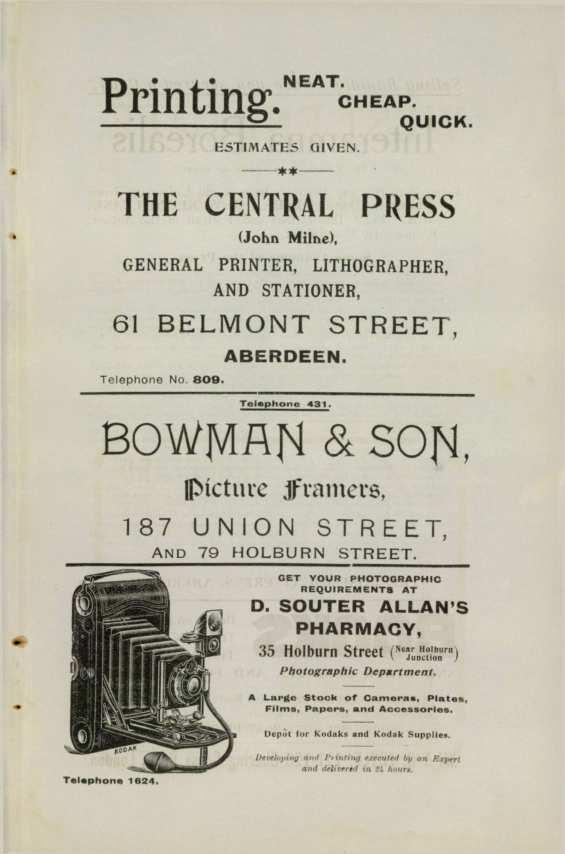 Printing. NEAT.
CHEAP.
QUICK.
ESTIMATES GIVEN.
THE CENTRAL PRESS
(John Milne),
GENERAL PRINTER, LITHOGRAPHER,
AND STATIONER,
61 BELMONT STREET,
ABERDEEN.
Telephone No. 809.
Telephone 431.
BOWMAN & SON,
Picture Framers,
187 UNION STREET,
AND 79 HOLBURN STREET.
GET YOUR PHOTOGRAPHIC
REQUIREMENTS AT
D. SOUTER ALLAN'S
PHARMACY,
35 Holburn Street (Near Holburn Junction)
Photographic Department.
A Large Stock of Cameras, Plates,
Films, Papers, and Accessories.
Depôt for Kodaks and Kodak Supplies.
Developing and Printing executed by an Expert
and delivered in 24 hours.
KODAK
Telephone 1624.